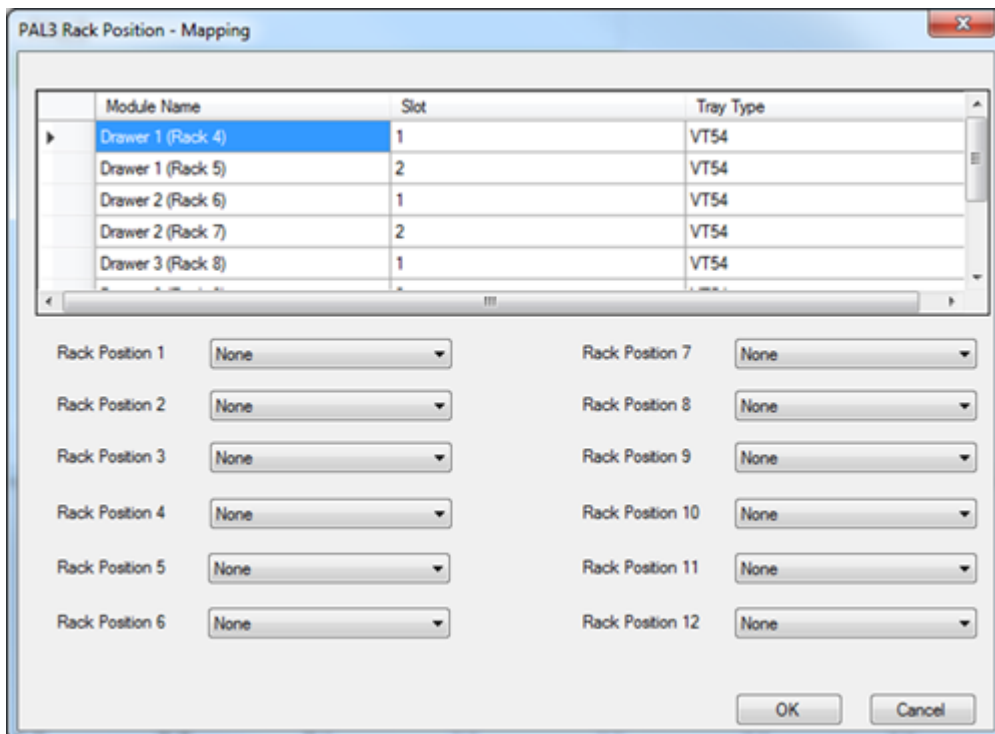 PAL3 Rack Position - Mapping
Module Name Slot Tray Type
Drawer 1 (Rack 4) 1 VT54
Drawer 1 (Rack 5) 2 VT54
Drawer 2 (Rack 6) 1 VT54
Drawer 2 (Rack 7) 2 VT54
Drawer 3 (Rack 8) 1 VT54
Rack Position 1 None Rack Position 7 None
Rack Position 2 None Rack Position 8 None
Rack Position 3 None Rack Position 9 None
Rack Position 4 None Rack Position 10 None
Rack Position 5 None Rack Position 11 None
Rack Position 6 None Rack Position 12 None
OK Cancel